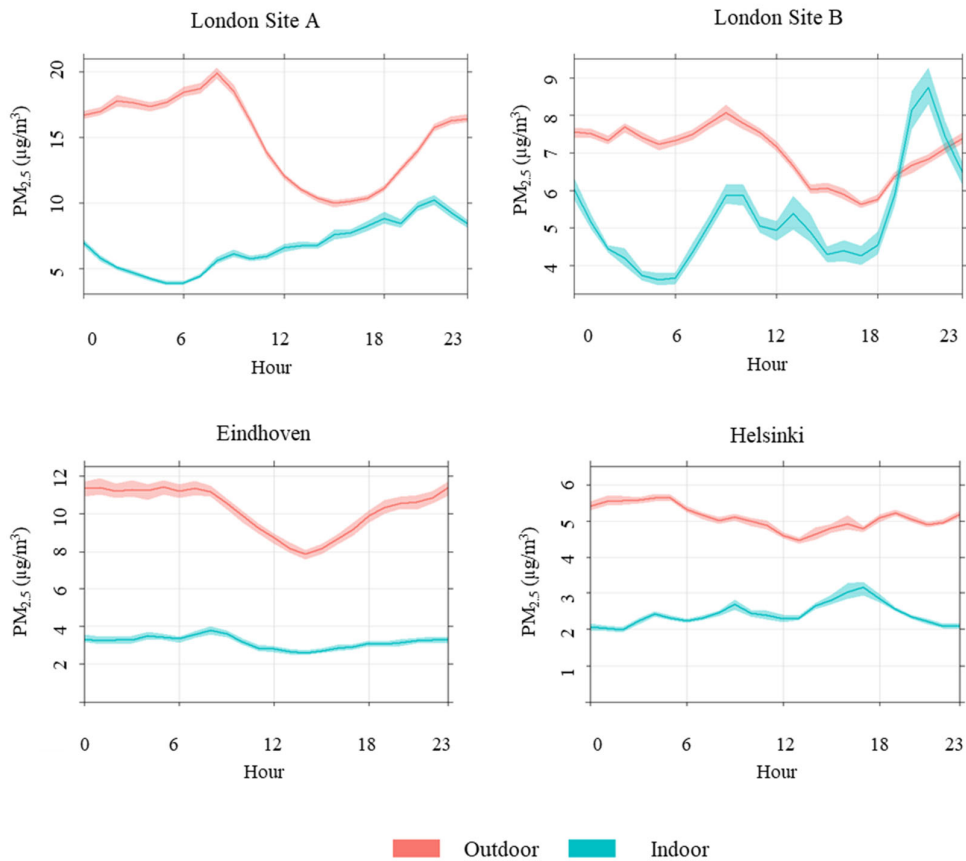 London Site A
PM2.5 (µg/m³)
20
15
10
5
0 6 12 18 23
Hour
London Site B
PM2.5 (µg/m³)
9
8
7
6
5
4
0 6 12 18 23
Hour
Eindhoven
PM2.5 (µg/m³)
12
10
8
6
4
2
0 6 12 18 23
Hour
Helsinki
PM2.5 (µg/m³)
6
5
4
3
2
1
0 6 12 18 23
Hour
Outdoor Indoor